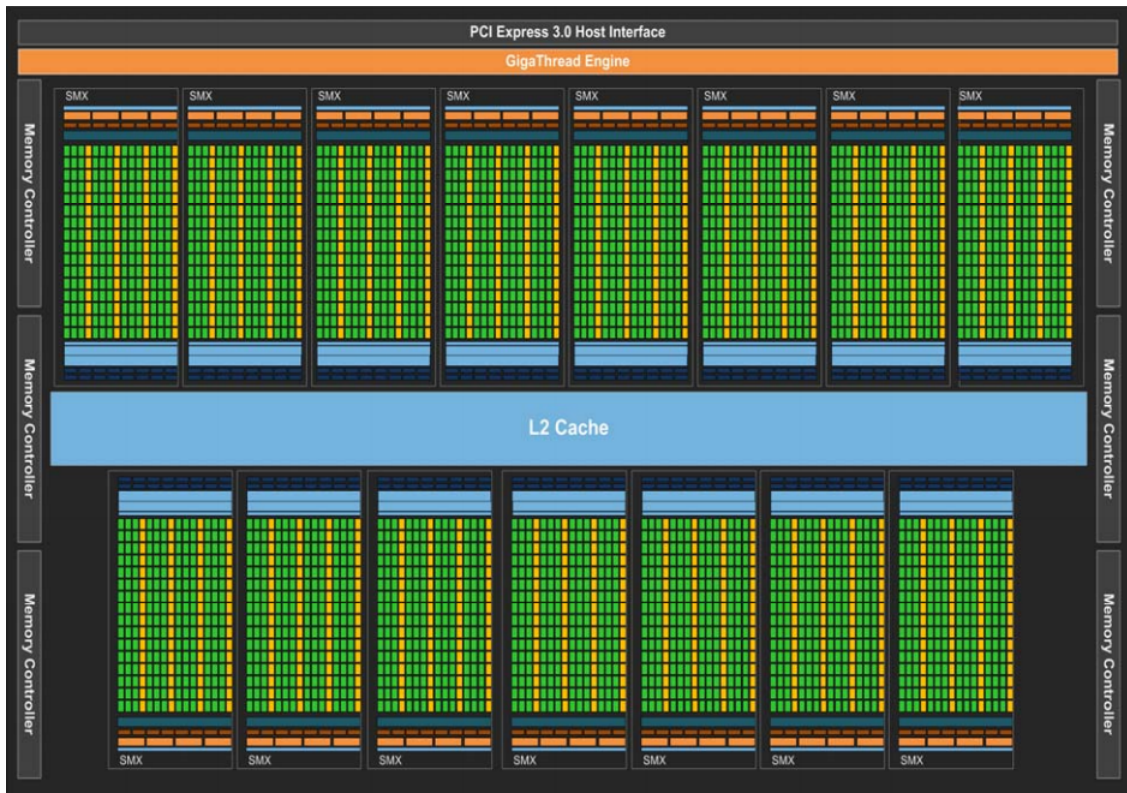 PCI Express 3.0 Host Interface
GigaThread Engine
SMX SMX SMX SMX SMX SMX SMX SMX
Memory Controller
Memory Controller
Memory Controller
Memory Controller
L2 Cache
Memory Controller
Memory Controller
SMX SMX SMX SMX SMX SMX SMX